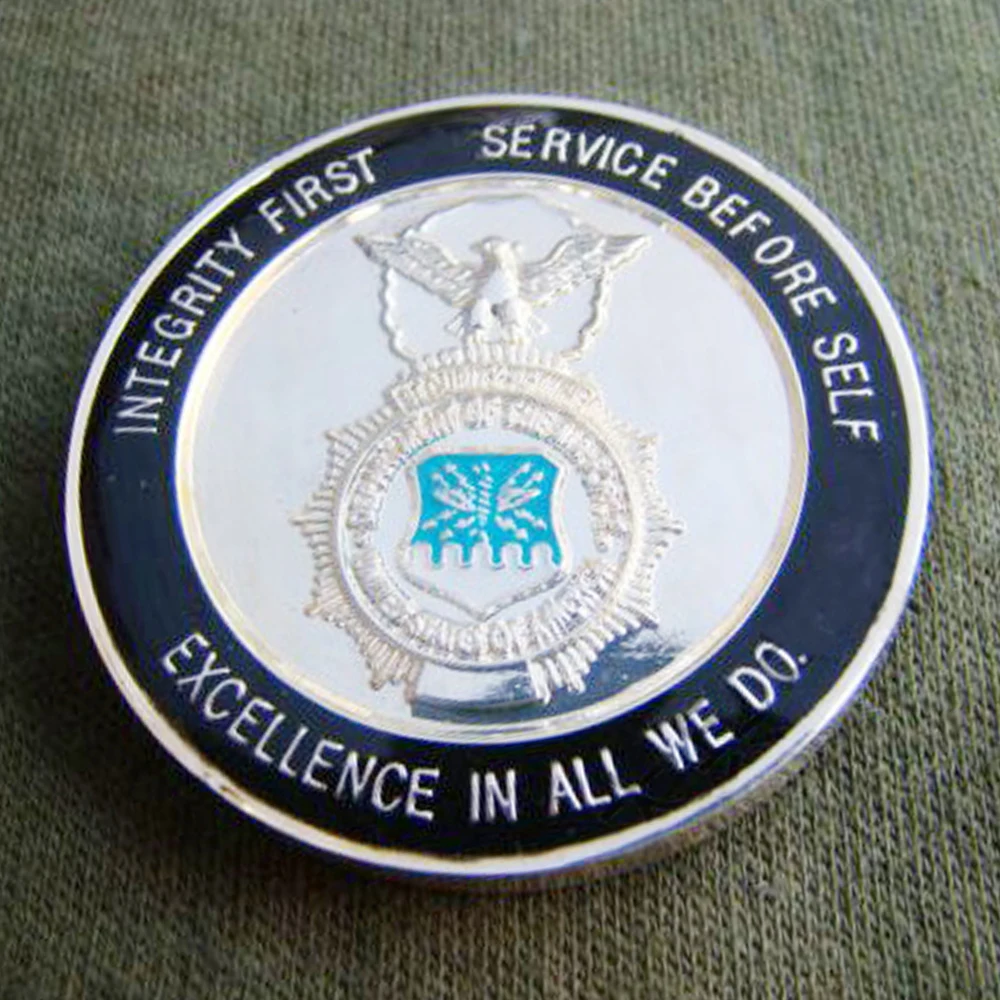 INTEGRITY FIRST
SERVICE BEFORE SELF
EXCELLENCE IN ALL WE DO.